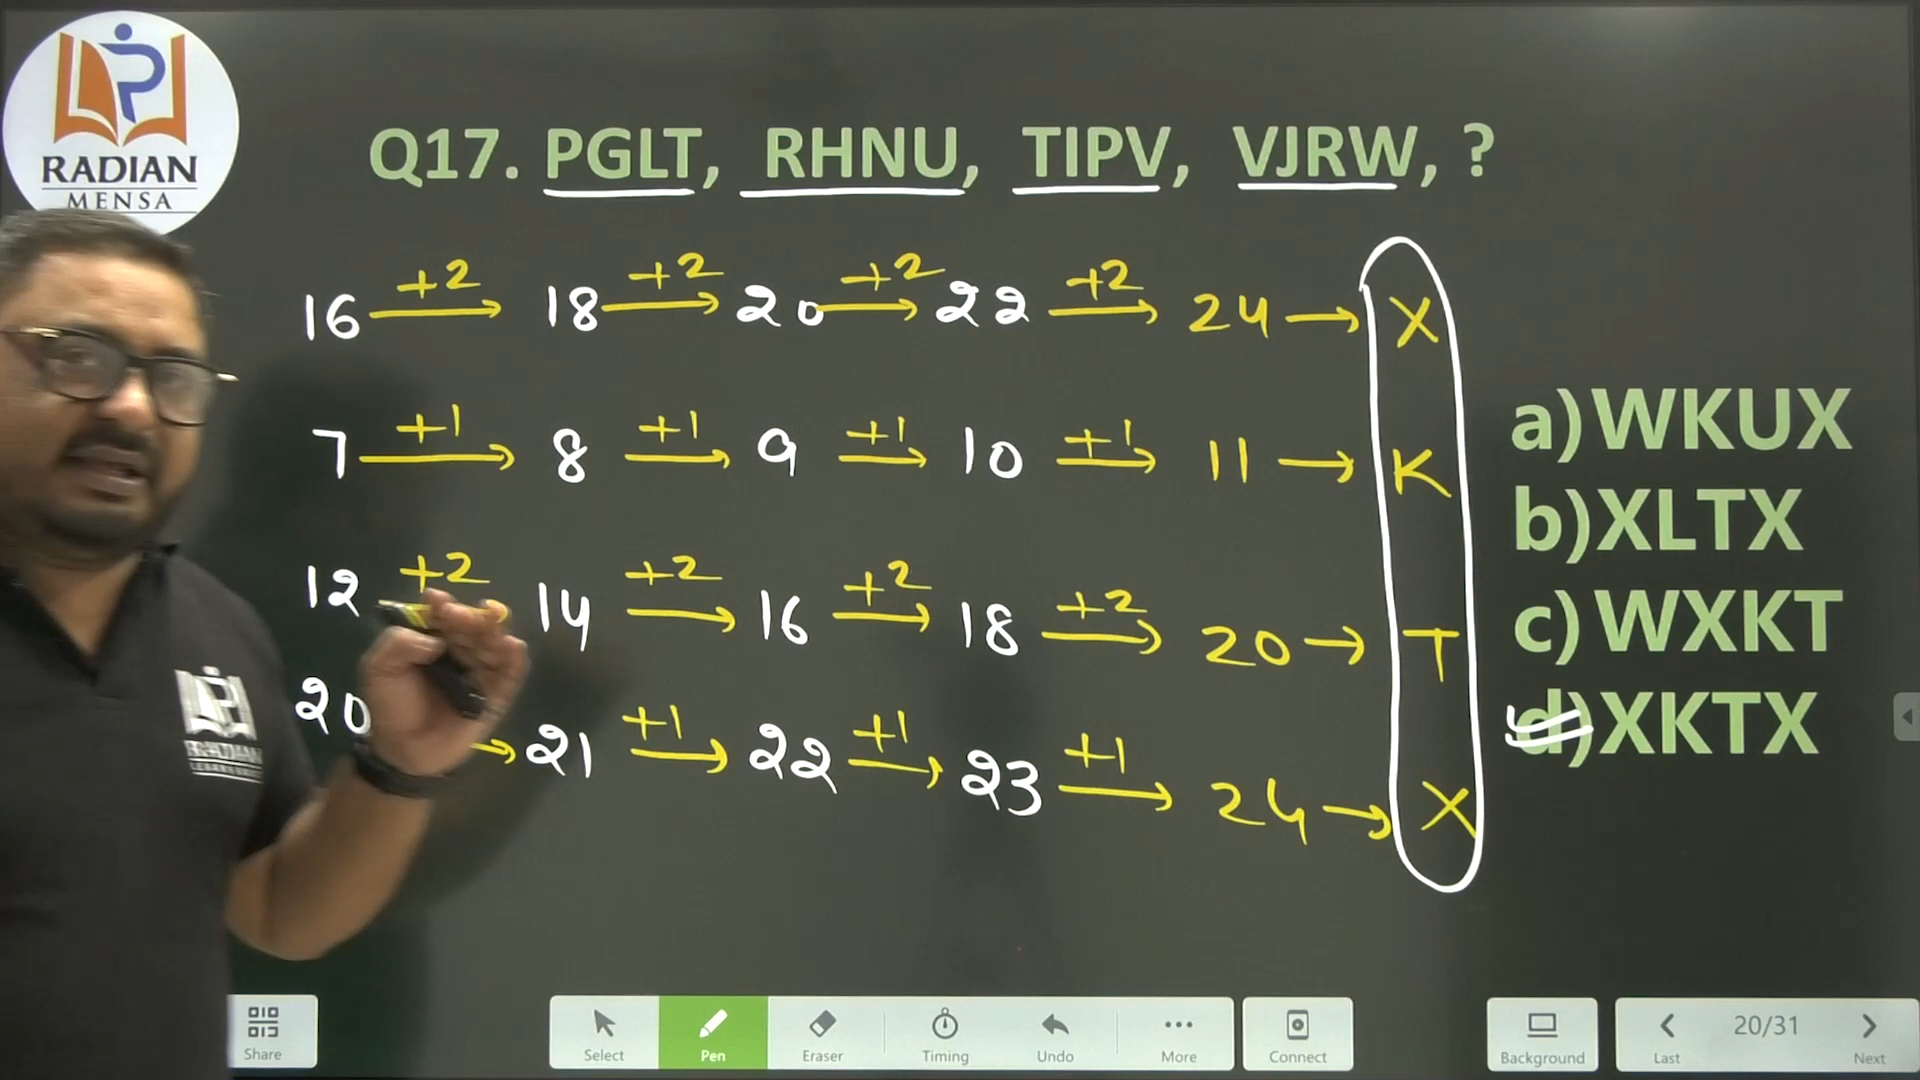 RADIAN
MENSA
Q17. PGLT, RHNU, TIPV, VJRW, ?
+2 +2 +2 +2
16 → 18 → 20 → 22 → 24 → X
+1 +1 +1 +1
7 → 8 → 9 → 10 → 11 → K
+2 +2 +2 +2
12 14 → 16 → 18 → 20 → T
+1 +1 +1
20 → 21 → 22 → 23 → 24 → X
a) WKUX
b) XLTX
c) WXKT
d) XKTX
RADIAN
Share
Select
Pen
Eraser
Timing
Undo
More
Connect
Background
Last
20/31
Next